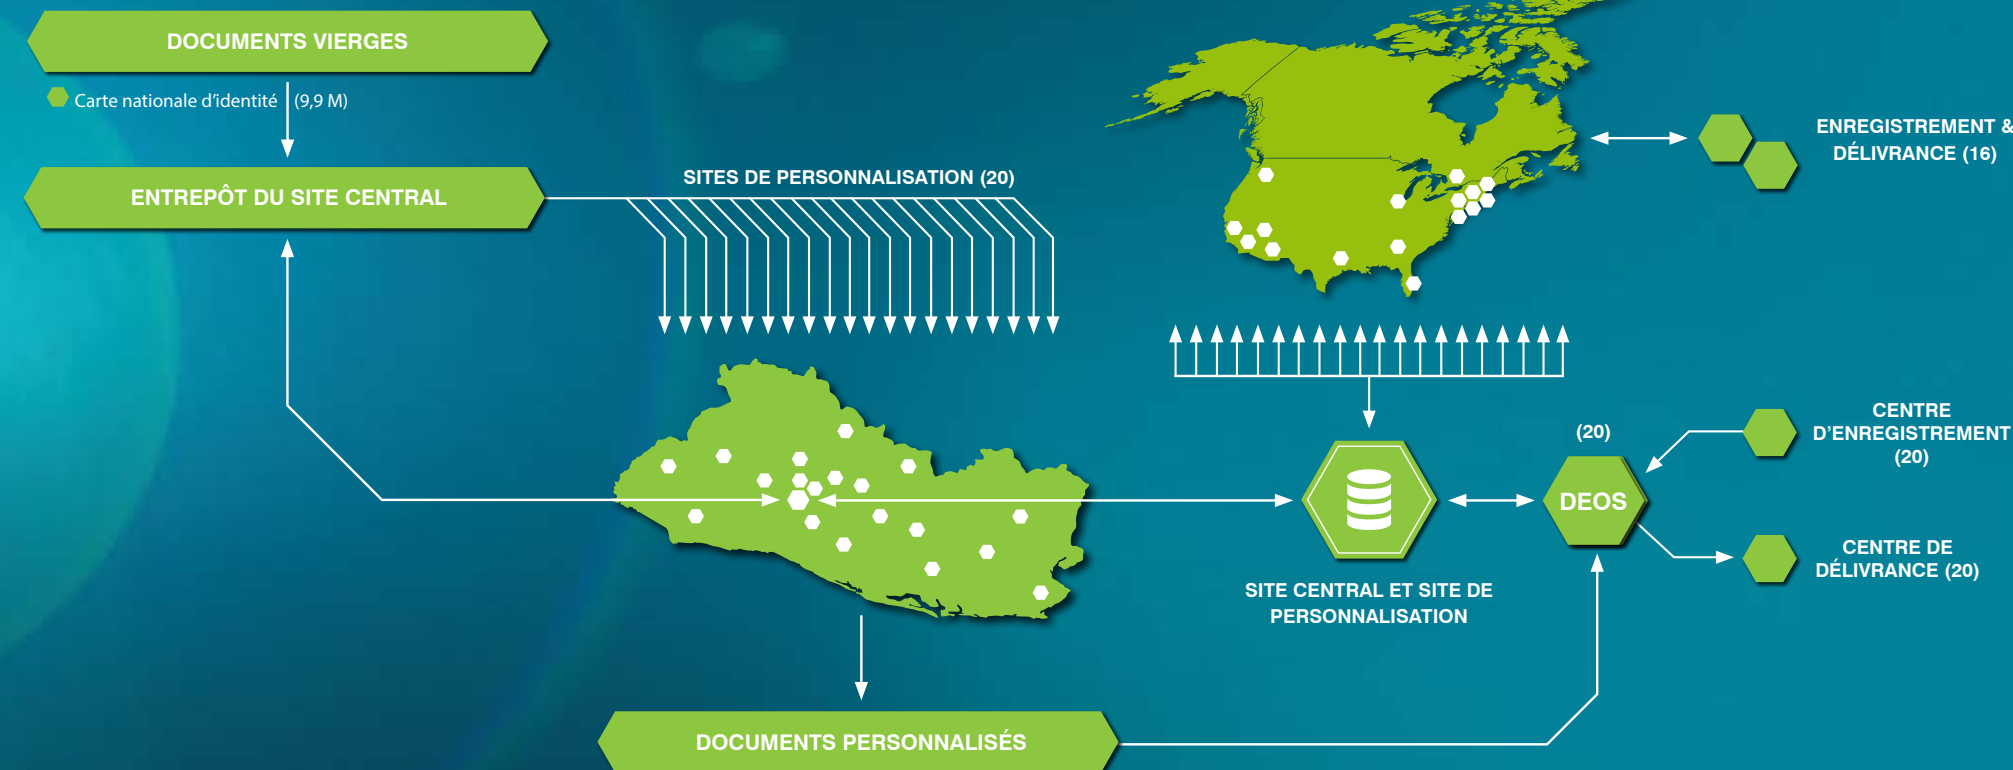 DOCUMENTS VIERGES
Carte nationale d'identité (9,9 M)
ENTREPÔT DU SITE CENTRAL
SITES DE PERSONNALISATION (20)
ENREGISTREMENT &
DÉLIVRANCE (16)
CENTRE
D'ENREGISTREMENT
(20)
(20)
DEOS
CENTRE DE
DÉLIVRANCE (20)
SITE CENTRAL ET SITE DE
PERSONNALISATION
DOCUMENTS PERSONNALISÉS